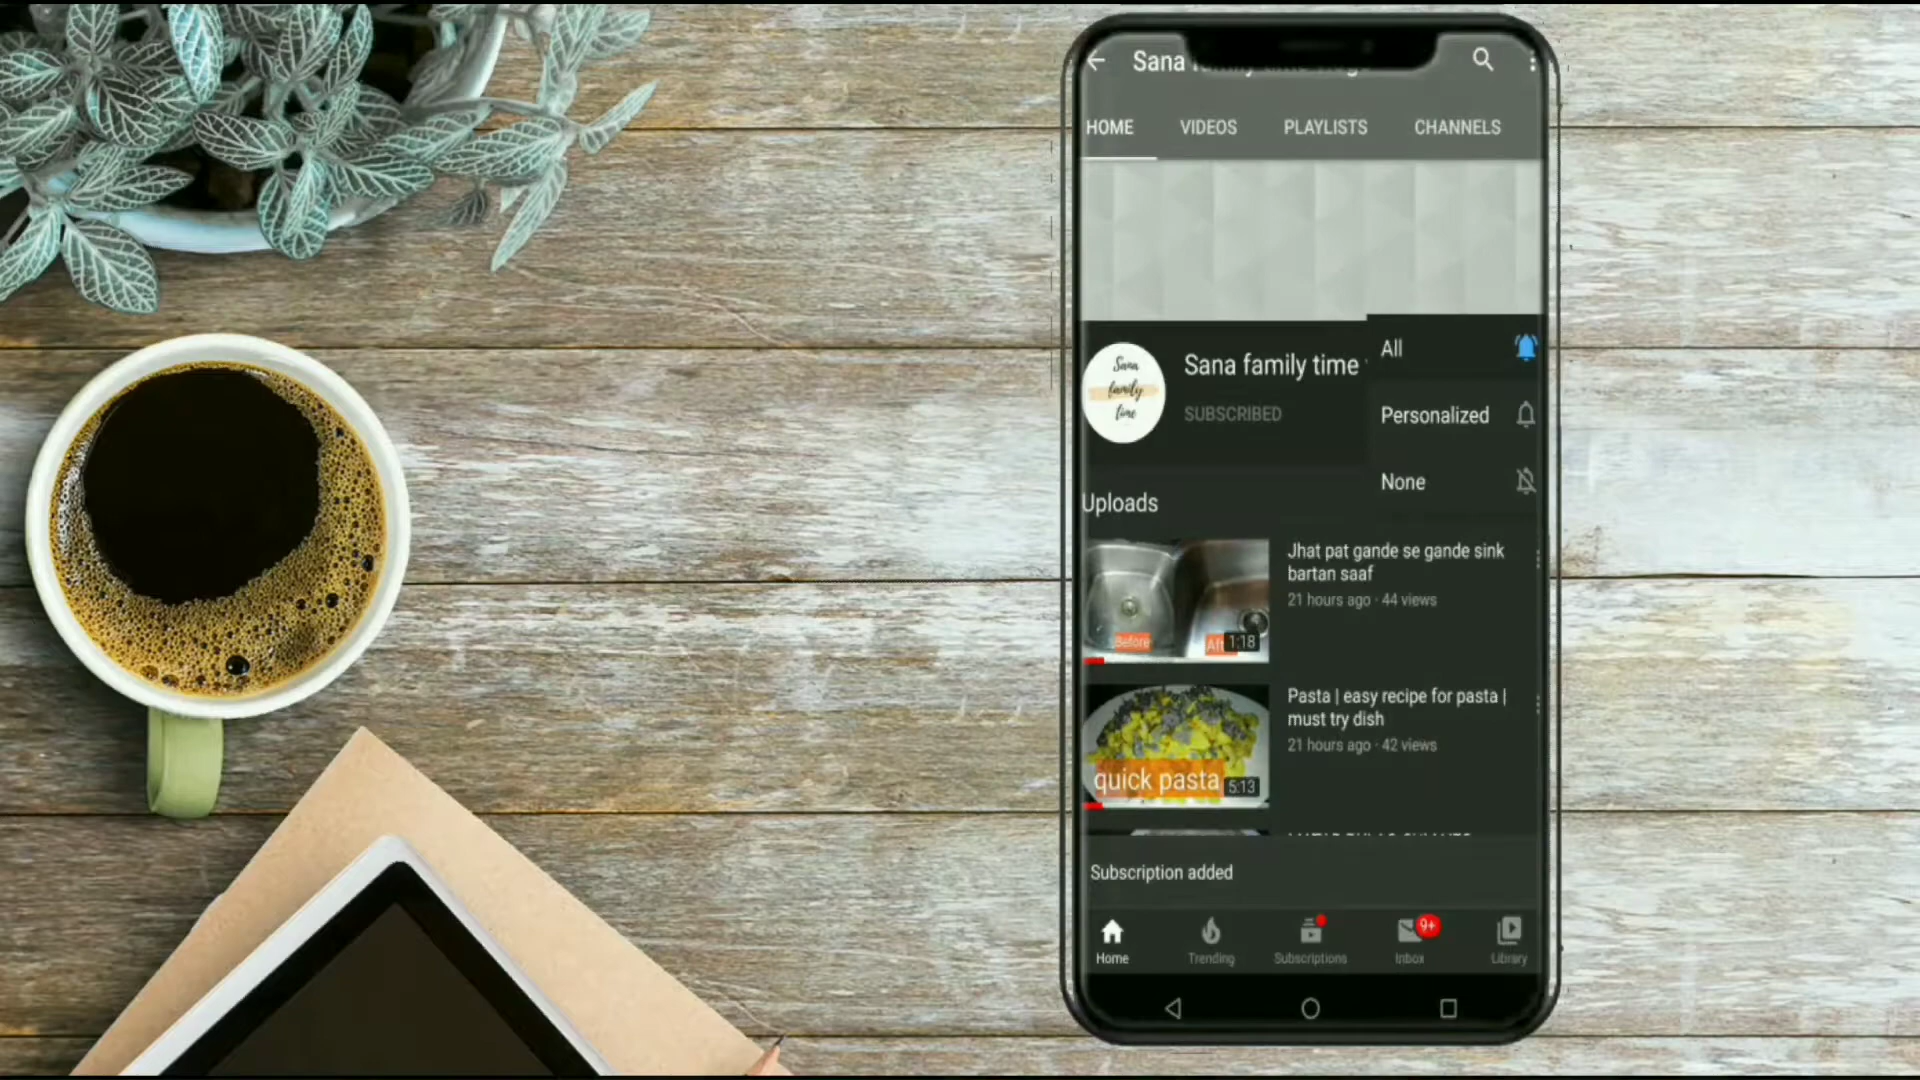 Sana
HOME VIDEOS PLAYLISTS CHANNELS
Sana
family
time
Sana family time
SUBSCRIBED
All
Personalized
None
Uploads
Before
1:18
Jhat pat gande se gande sink
bartan saaf
21 hours ago · 44 views
quick pasta
5:13
Pasta | easy recipe for pasta |
must try dish
21 hours ago · 42 views
Subscription added
9+
Home Trending Subscriptions Inbox Library